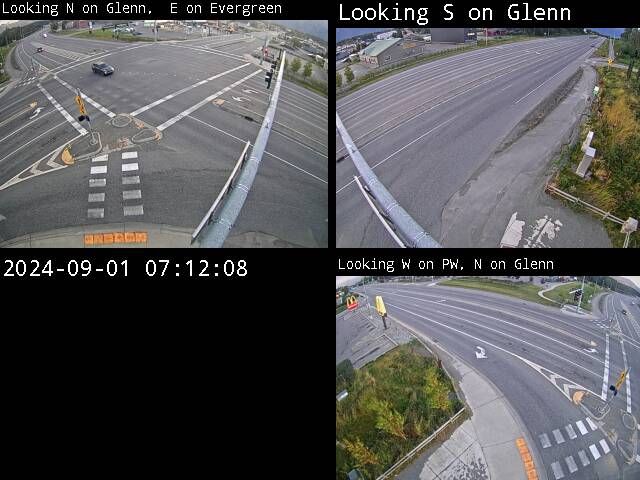 Looking N on Glenn,  E on Evergreen
Looking S on Glenn
2024-09-01 07:12:08
Looking W on PW, N on Glenn